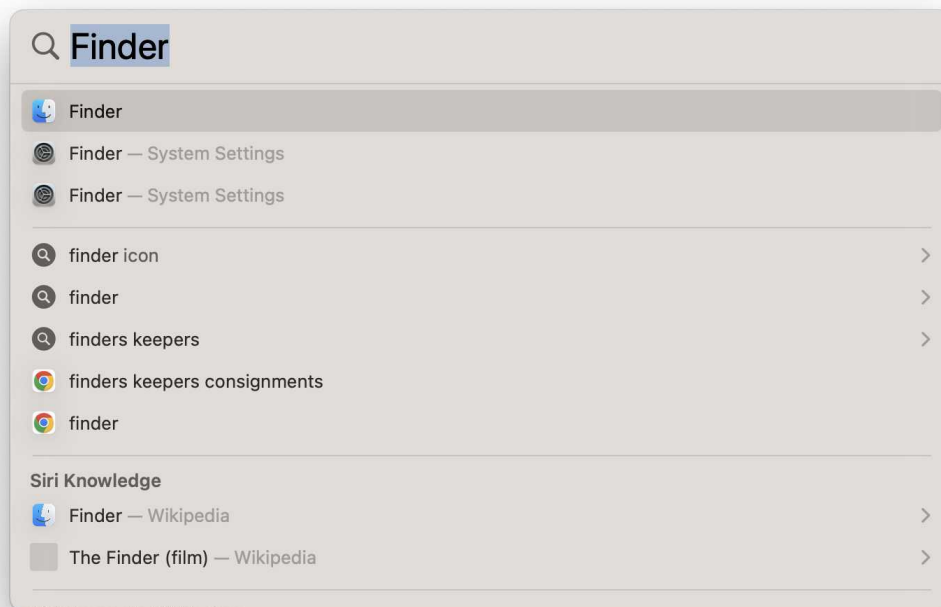 Finder
Finder
Finder — System Settings
Finder — System Settings
finder icon
finder
finders keepers
finders keepers consignments
finder
Siri Knowledge
Finder — Wikipedia
The Finder (film) — Wikipedia